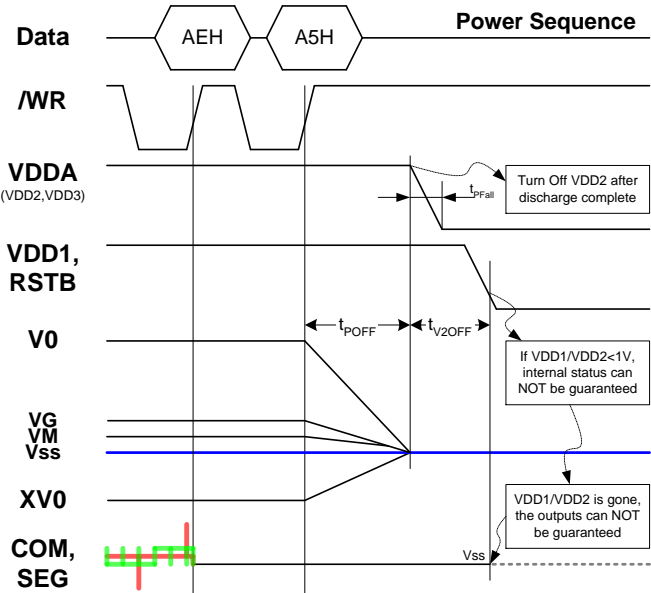 Power Sequence
Data
AEH
A5H
/WR
VDDA
(VDD2,VDD3)
tPFall
Turn Off VDD2 after
discharge complete
VDD1,
RSTB
tPOFF
tV2OFF
V0
If VDD1/VDD2<1V,
internal status can
NOT be guaranteed
VG
VM
Vss
XV0
VDD1/VDD2 is gone,
the outputs can NOT
be guaranteed
COM,
SEG
Vss